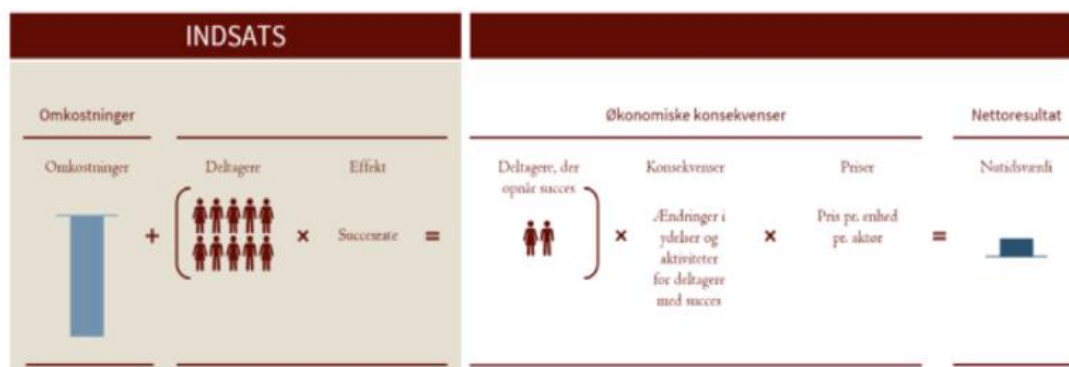 INDSATS
Omkostninger
Økonomiske konsekvenser
Nettoresultat
Omkostninger
Deltagere
Effekt
Deltagere, der
opnår succes
Konsekvenser
Priser
Nutidsværdi
+
×
Succesrate
=
×
Ændringer i
ydelser og
aktiviteter
for deltagere
med succes
×
Pris pr. enhed
pr. aktør
=